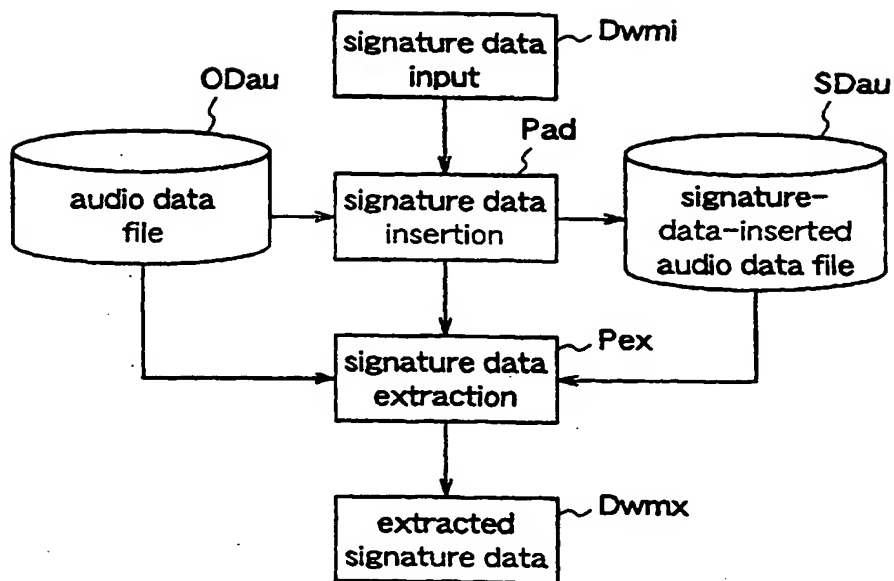 Dwmi
signature data
input
ODau
SDau
Pad
audio data
file
signature data
insertion
signature-
data-inserted
audio data file
Pex
signature data
extraction
Dwmx
extracted
signature data